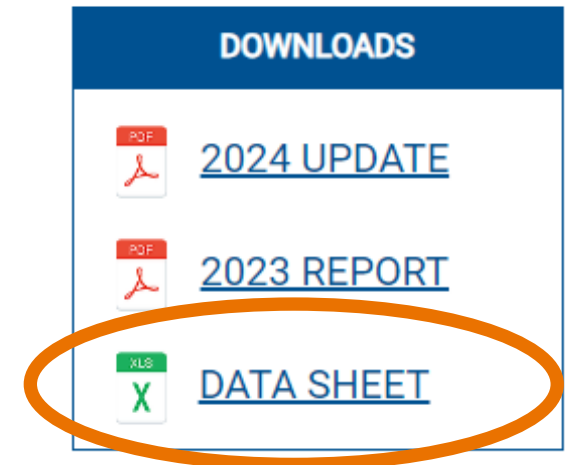 DOWNLOADS
PDF
2024 UPDATE
PDF
2023 REPORT
XLS
X
DATA SHEET